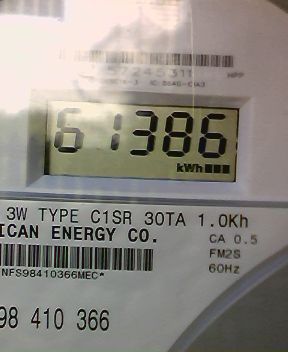 61386
kWh
3W TYPE C1SR 30TA 1.0Kh
ICAN ENERGY CO.
CA 0.5
FM2S
NFS98410366MEC*
60Hz
98 410 366